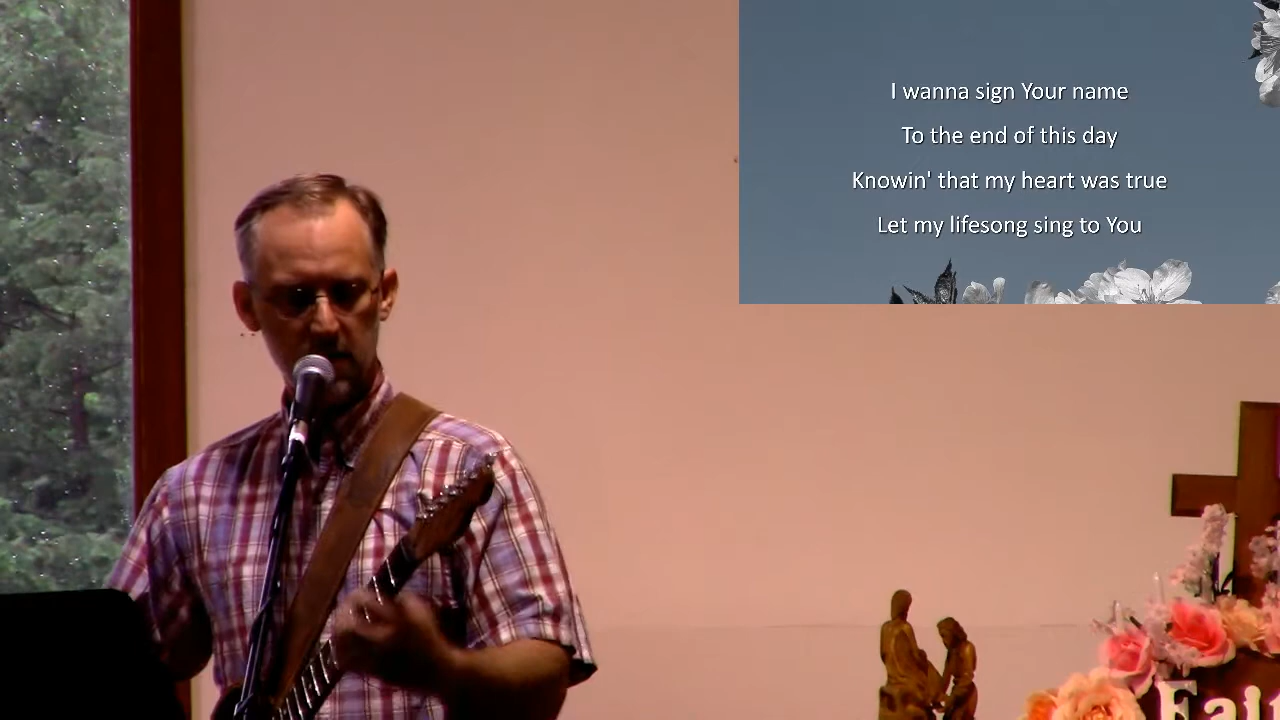 I wanna sign Your name
To the end of this day
Knowin' that my heart was true
Let my lifesong sing to You